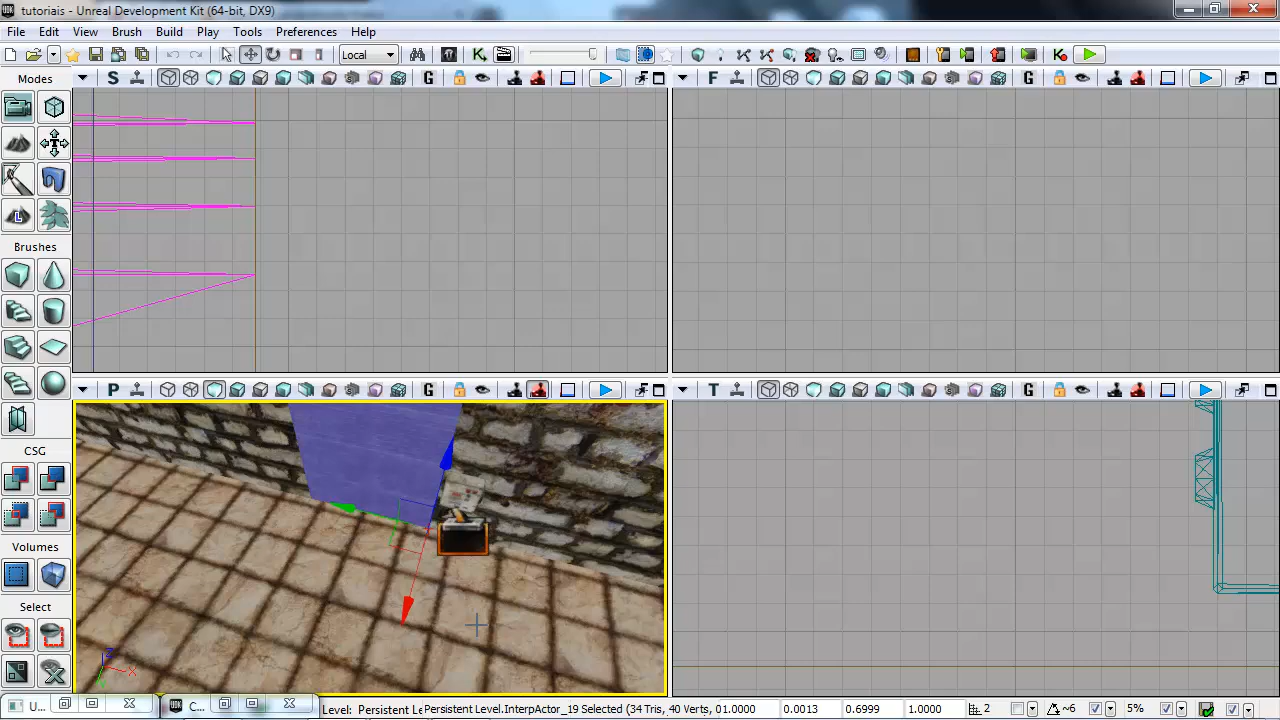 tutoriais - Unreal Development Kit (64-bit, DX9)
File Edit View Brush Build Play Tools Preferences Help
Local
Modes
S G
F G
Brushes
CSG
P G
T G
Volumes
Select
Z X
U...
C...
Level: Persistent Le
Persistent Level.InterpActor_19 Selected (34 Tris, 40 Verts, 0
1.0000 0.0013 0.6999 1.0000 2 ~6 5%